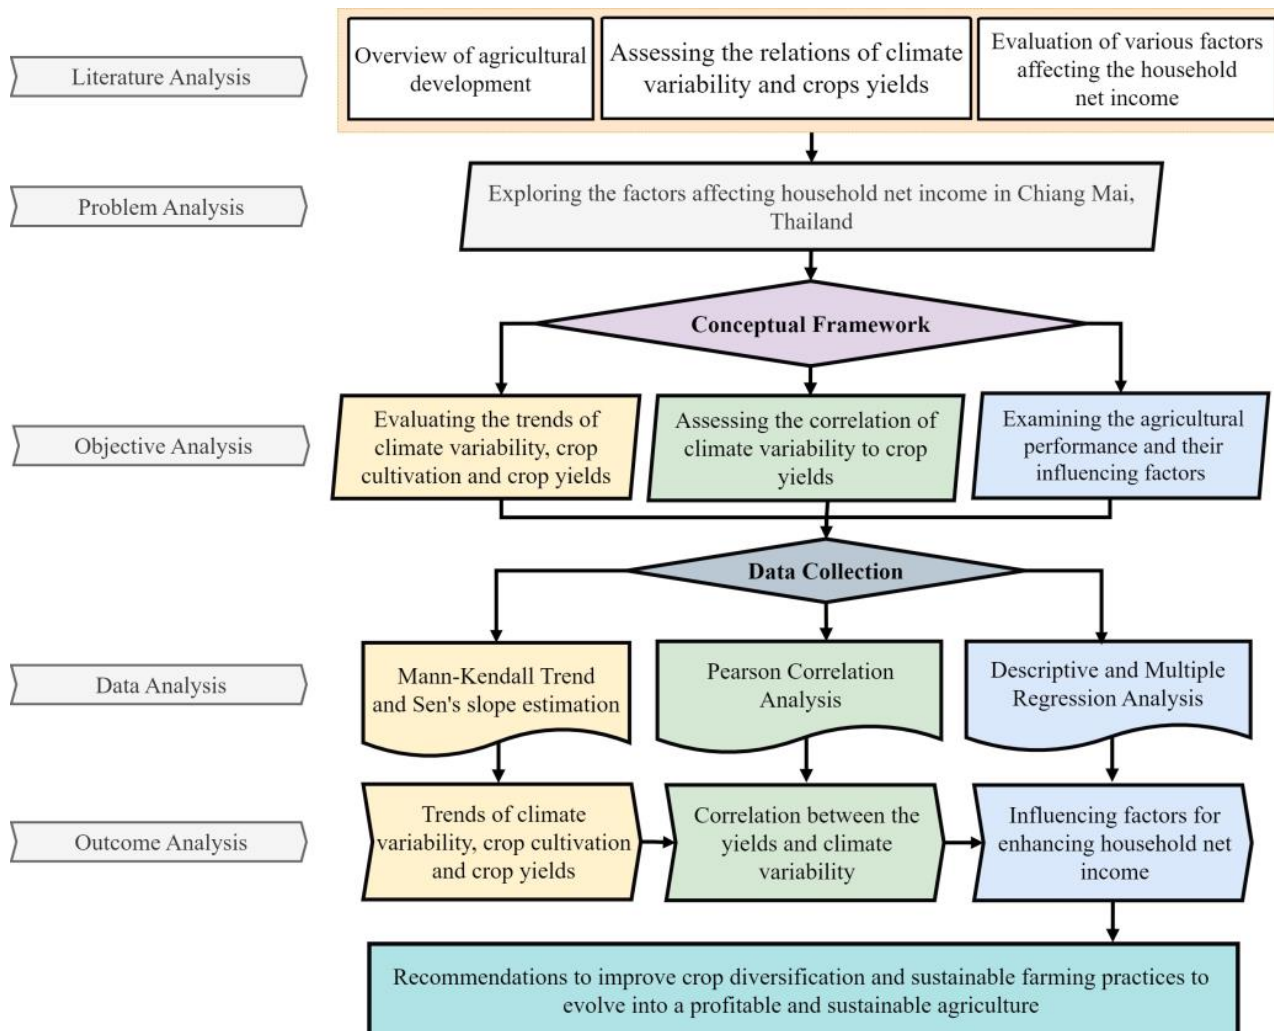 Literature Analysis
Overview of agricultural
development
Assessing the relations of climate
variability and crops yields
Evaluation of various factors
affecting the household
net income
Problem Analysis
Exploring the factors affecting household net income in Chiang Mai,
Thailand
Conceptual Framework
Objective Analysis
Evaluating the trends of
climate variability, crop
cultivation and crop yields
Assessing the correlation of
climate variability to crop
yields
Examining the agricultural
performance and their
influencing factors
Data Collection
Data Analysis
Mann-Kendall Trend
and Sen's slope estimation
Pearson Correlation
Analysis
Descriptive and Multiple
Regression Analysis
Outcome Analysis
Trends of climate
variability, crop cultivation
and crop yields
Correlation between the
yields and climate
variability
Influencing factors for
enhancing household net
income
Recommendations to improve crop diversification and sustainable farming practices to
evolve into a profitable and sustainable agriculture